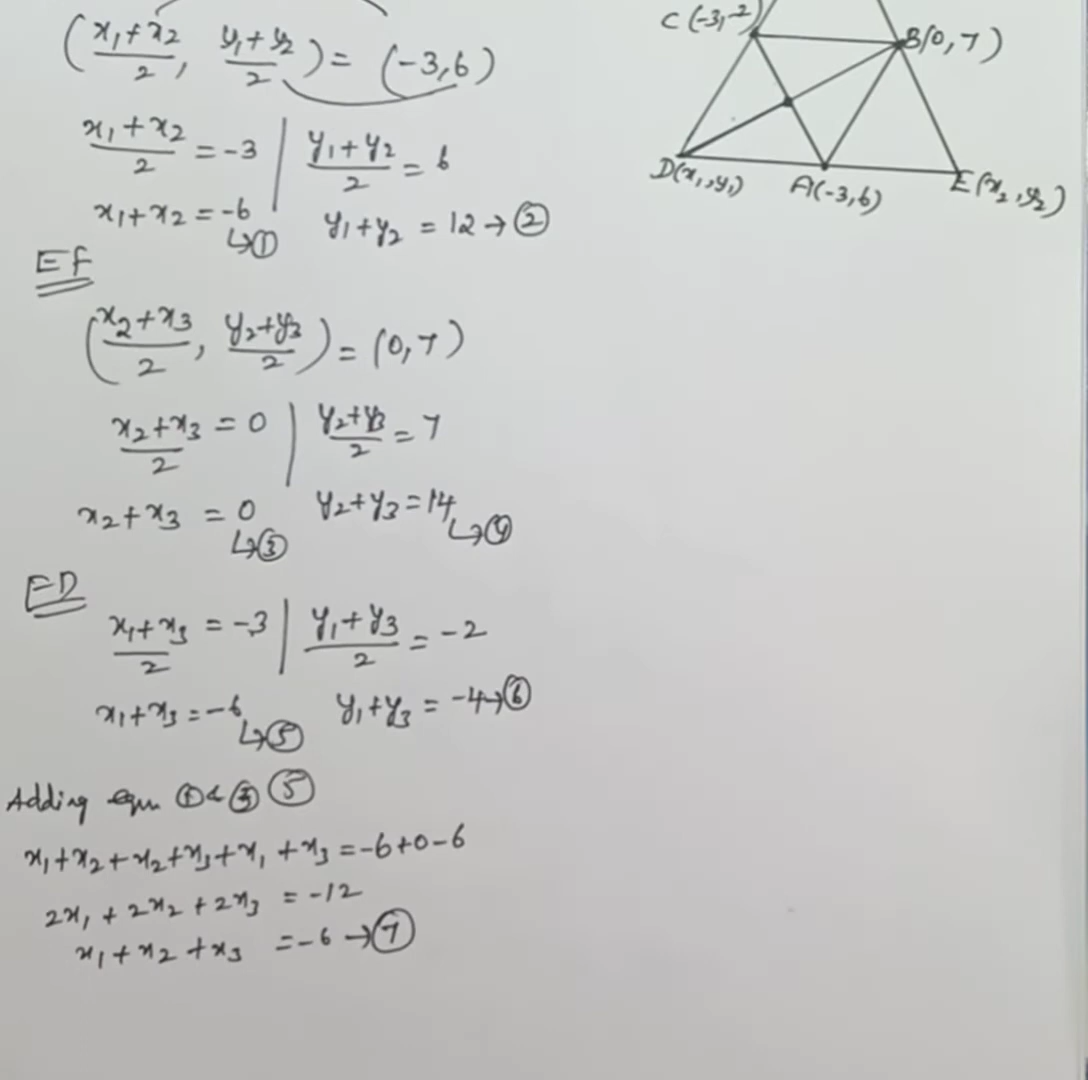 (x₁+x₂/2, y₁+y₂/2) = (-3,6)
x₁+x₂/2 = -3 | y₁+y₂/2 = 6
x₁+x₂ = -6 ↳① y₁+y₂ = 12 → ②
EF
(x₂+x₃/2, y₂+y₃/2) = (0,7)
x₂+x₃/2 = 0 | y₂+y₃/2 = 7
x₂+x₃ = 0 ↳③ y₂+y₃ = 14 ↳④
ED
x₁+x₃/2 = -3 | y₁+y₃/2 = -2
x₁+x₃ = -6 ↳⑤ y₁+y₃ = -4 → ⑥
Adding eqn ① & ③ ⑤
x₁+x₂+x₂+x₃+x₁+x₃ = -6+0-6
2x₁ + 2x₂ + 2x₃ = -12
x₁ + x₂ + x₃ = -6 → ⑦
C(-3,-2)
B(0,7)
D(x₁,y₁)
A(-3,6)
E(x₂,y₂)